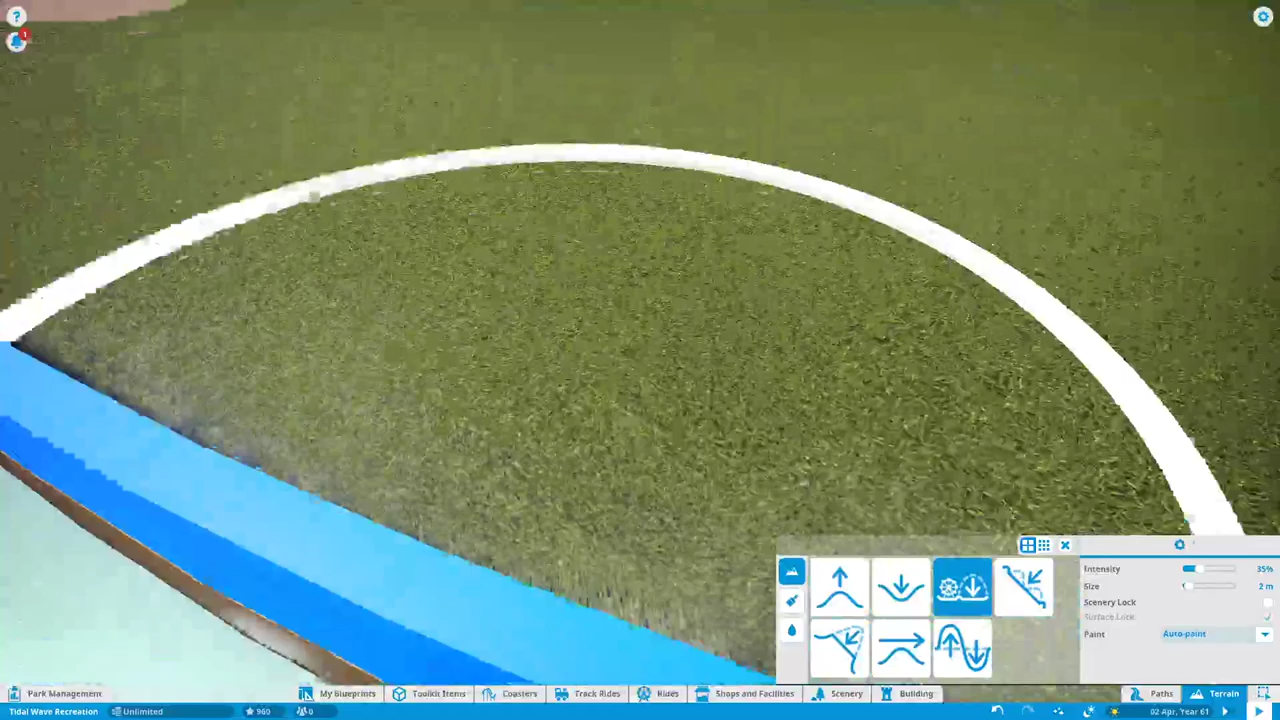 ?
1
Intensity 35%
Size 2 m
Scenery Lock
Surface Lock
Paint Auto-paint
Park Management My Blueprints Toolkit Items Coasters Track Rides Rides Shops and Facilities Scenery Building Paths Terrain
Tidal Wave Recreation Unlimited 960 0 02 Apr, Year 61